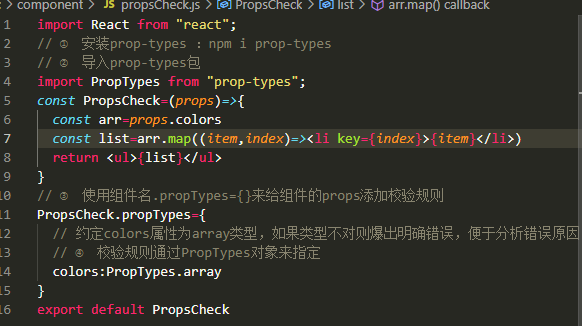 component > JS propsCheck.js > PropsCheck > list > arr.map() callback
1 import React from "react";
2 // ① 安装prop-types ：npm i prop-types
3 // ② 导入prop-types包
4 import PropTypes from "prop-types";
5 const PropsCheck=(props)=>{
6 const arr=props.colors
7 const list=arr.map((item,index)=><li key={index}>{item}</li>)
8 return <ul>{list}</ul>
9 }
10 // ③ 使用组件名.propTypes={}来给组件的props添加校验规则
11 PropsCheck.propTypes={
12 // 约定colors属性为array类型，如果类型不对则爆出明确错误，便于分析错误原因
13 // ④ 校验规则通过PropTypes对象来指定
14 colors:PropTypes.array
15 }
16 export default PropsCheck